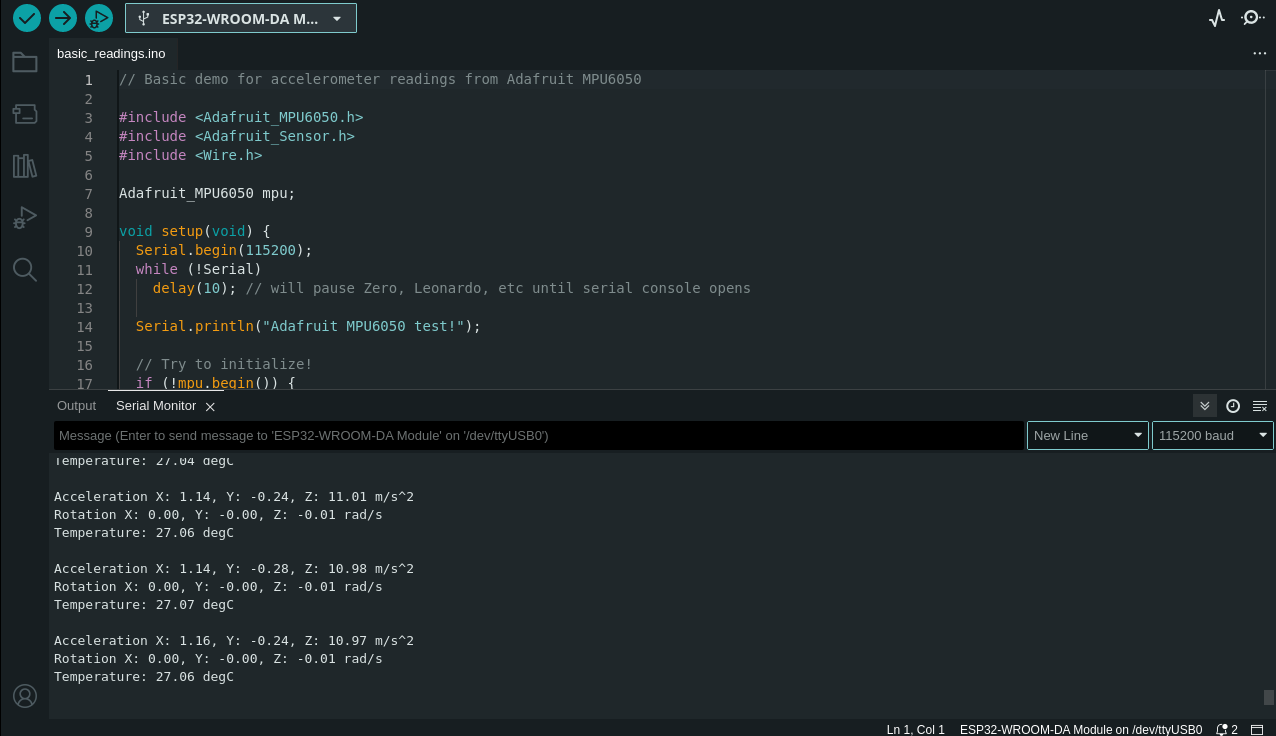 ESP32-WROOM-DA M...
basic_readings.ino
1 // Basic demo for accelerometer readings from Adafruit MPU6050
2
3 #include <Adafruit_MPU6050.h>
4 #include <Adafruit_Sensor.h>
5 #include <Wire.h>
6
7 Adafruit_MPU6050 mpu;
8
9 void setup(void) {
10 Serial.begin(115200);
11 while (!Serial)
12 delay(10); // will pause Zero, Leonardo, etc until serial console opens
13
14 Serial.println("Adafruit MPU6050 test!");
15
16 // Try to initialize!
17 if (!mpu.begin()) {
Output Serial Monitor
Message (Enter to send message to 'ESP32-WROOM-DA Module' on '/dev/ttyUSB0') New Line 115200 baud
Temperature: 27.04 degC
Acceleration X: 1.14, Y: -0.24, Z: 11.01 m/s^2
Rotation X: 0.00, Y: -0.00, Z: -0.01 rad/s
Temperature: 27.06 degC
Acceleration X: 1.14, Y: -0.28, Z: 10.98 m/s^2
Rotation X: 0.00, Y: -0.00, Z: -0.01 rad/s
Temperature: 27.07 degC
Acceleration X: 1.16, Y: -0.24, Z: 10.97 m/s^2
Rotation X: 0.00, Y: -0.00, Z: -0.01 rad/s
Temperature: 27.06 degC
Ln 1, Col 1 ESP32-WROOM-DA Module on /dev/ttyUSB0 2